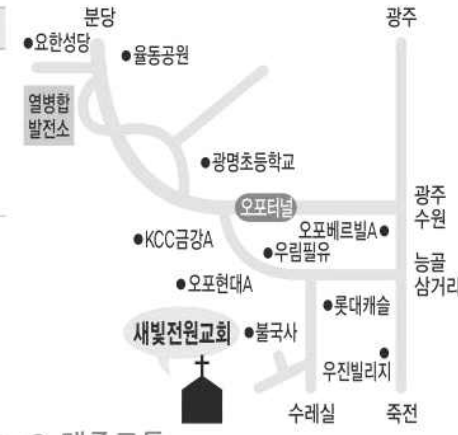 분당
광주
요한성당
율동공원
열병합
발전소
광명초등학교
오포터널
광주
수원
오포베르빌A
KCC금강A
우림필유
능골
삼거리
오포현대A
롯대캐슬
새빛전원교회
불국사
우진빌리지
수레실
죽전